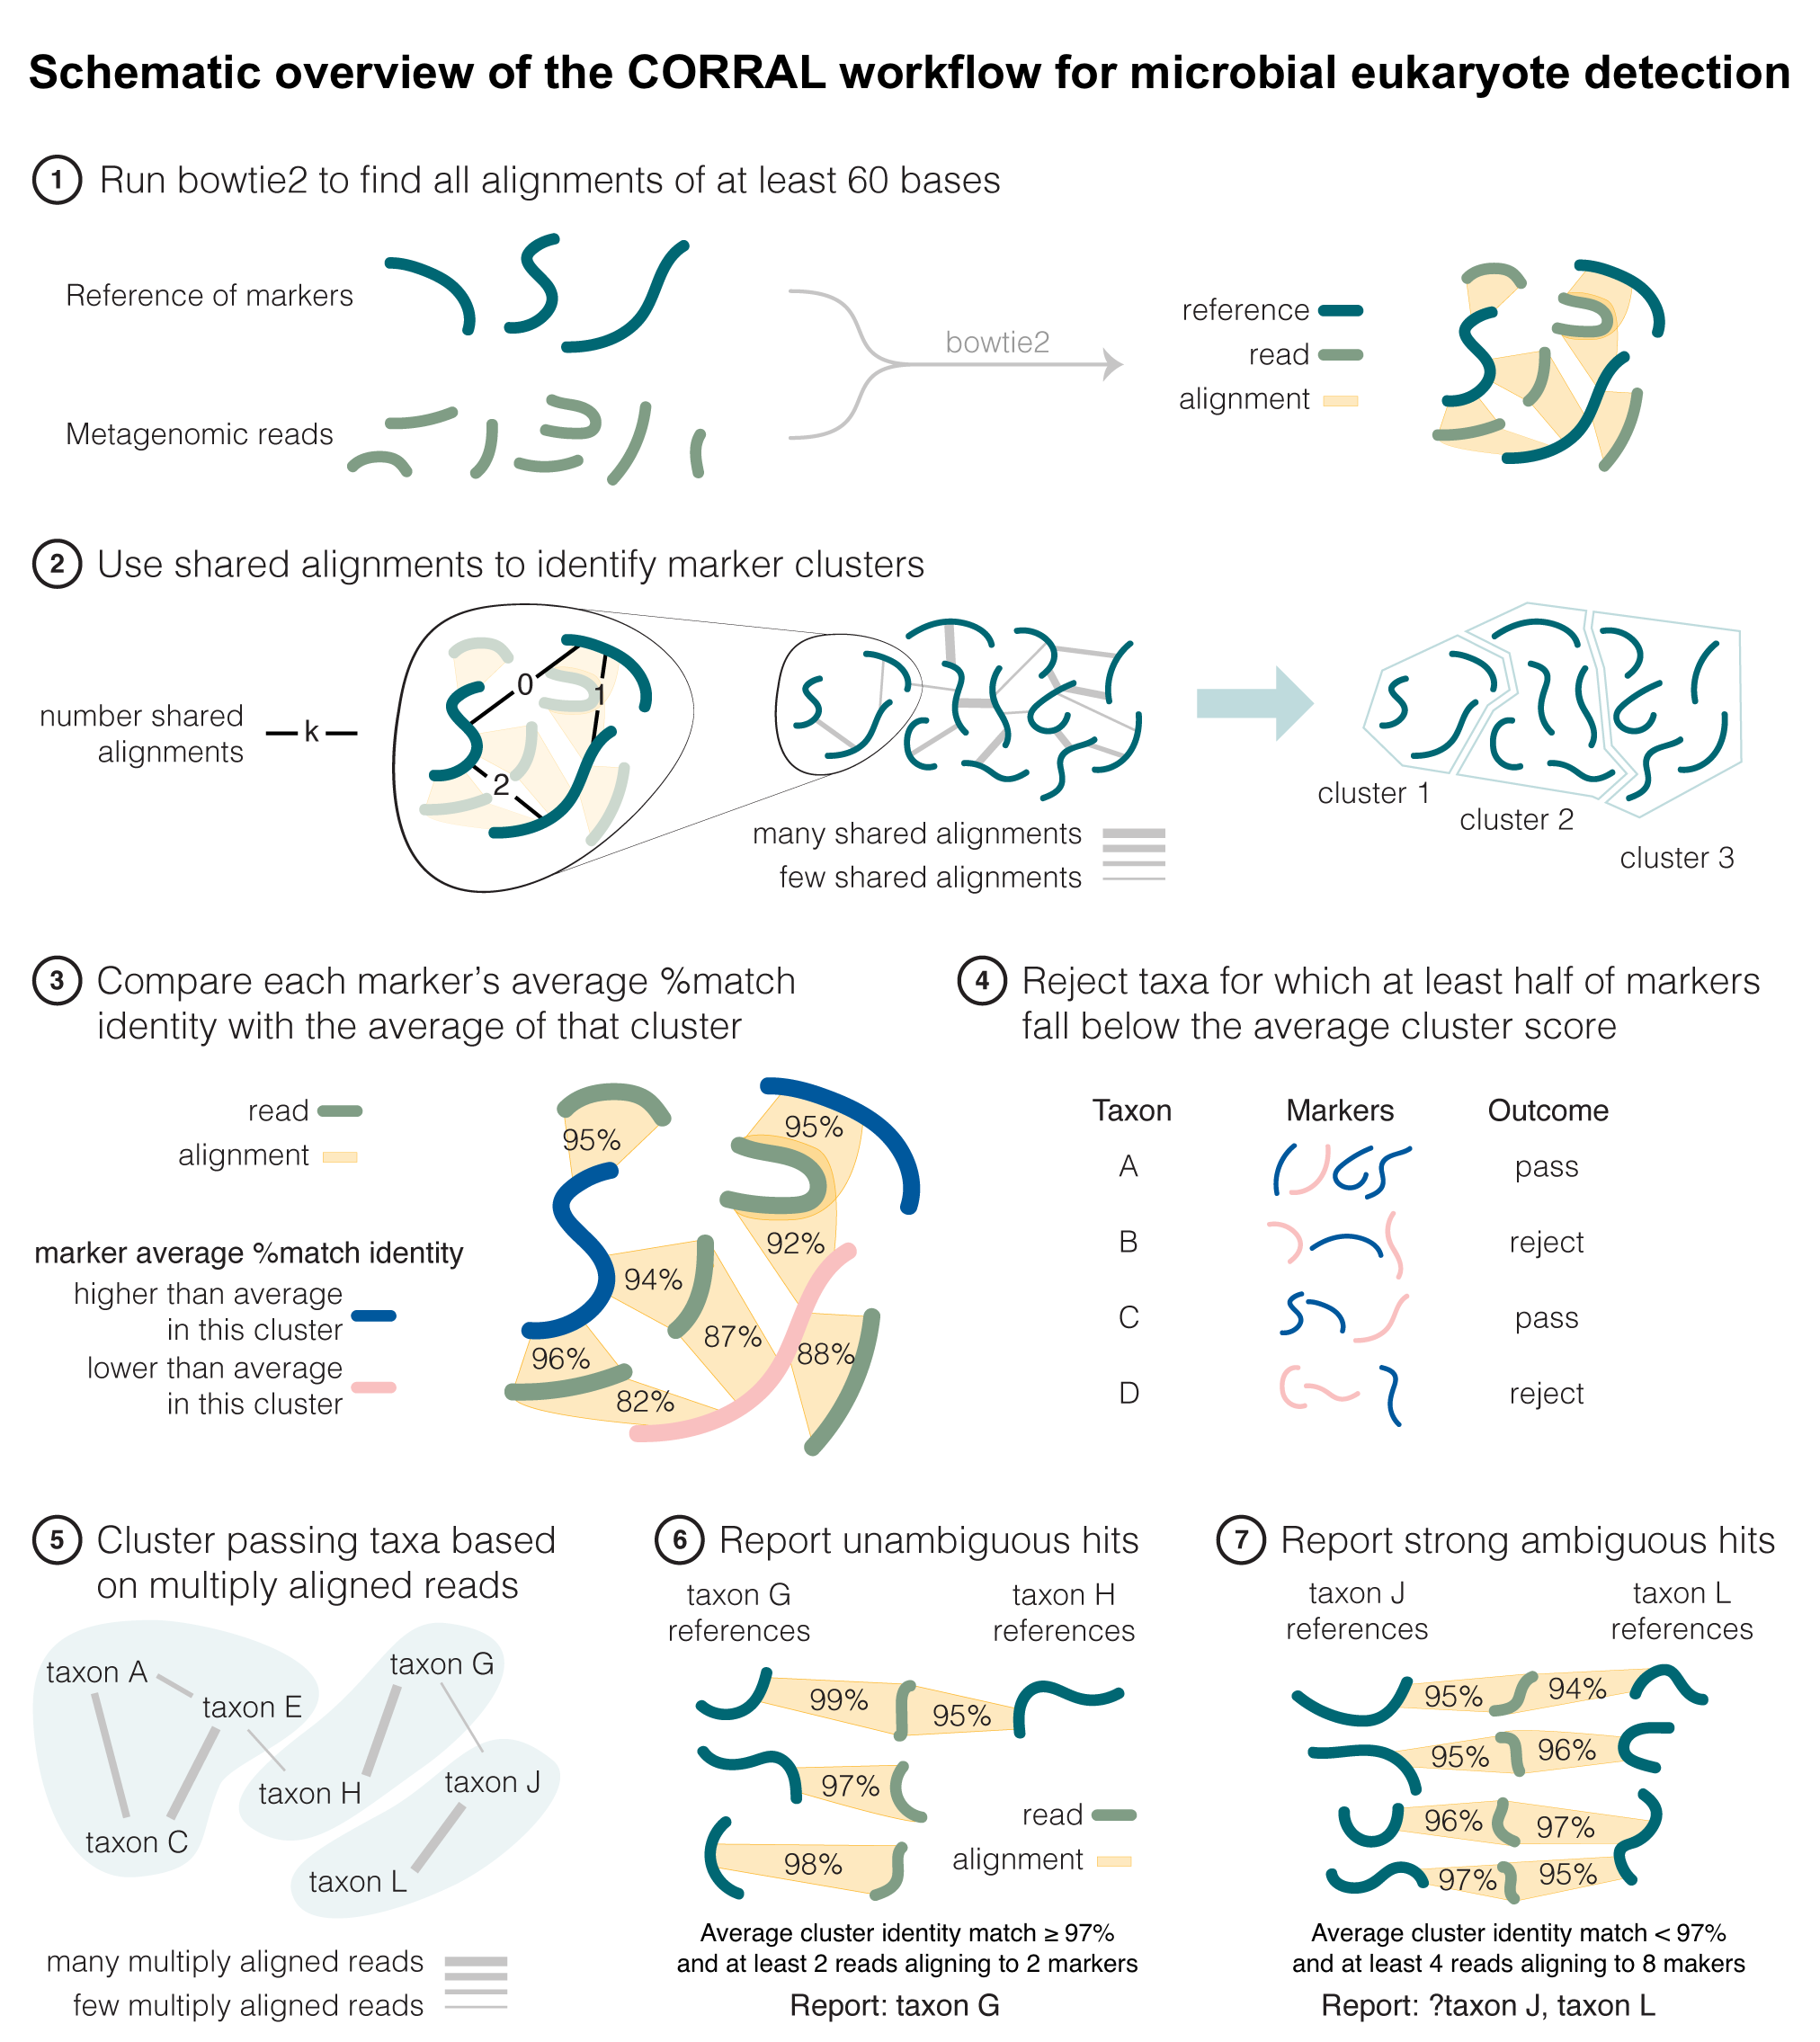 Schematic overview of the CORRAL workflow for microbial eukaryote detection
1 Run bowtie2 to find all alignments of at least 60 bases
Reference of markers
Metagenomic reads
bowtie2
reference
read
alignment
2 Use shared alignments to identify marker clusters
number shared
alignments
k
0
1
2
many shared alignments
few shared alignments
cluster 1
cluster 2
cluster 3
3 Compare each marker's average %match
identity with the average of that cluster
read
alignment
marker average %match identity
higher than average
in this cluster
lower than average
in this cluster
95%
95%
92%
94%
87%
88%
96%
82%
4 Reject taxa for which at least half of markers
fall below the average cluster score
Taxon Markers Outcome
A pass
B reject
C pass
D reject
5 Cluster passing taxa based
on multiply aligned reads
taxon A
taxon G
taxon E
taxon H
taxon J
taxon C
taxon L
many multiply aligned reads
few multiply aligned reads
6 Report unambiguous hits
taxon G
references
taxon H
references
99%
95%
97%
98%
read
alignment
Average cluster identity match ≥ 97%
and at least 2 reads aligning to 2 markers
Report: taxon G
7 Report strong ambiguous hits
taxon J
references
taxon L
references
95% 94%
95% 96%
96% 97%
97% 95%
Average cluster identity match < 97%
and at least 4 reads aligning to 8 makers
Report: ?taxon J, taxon L